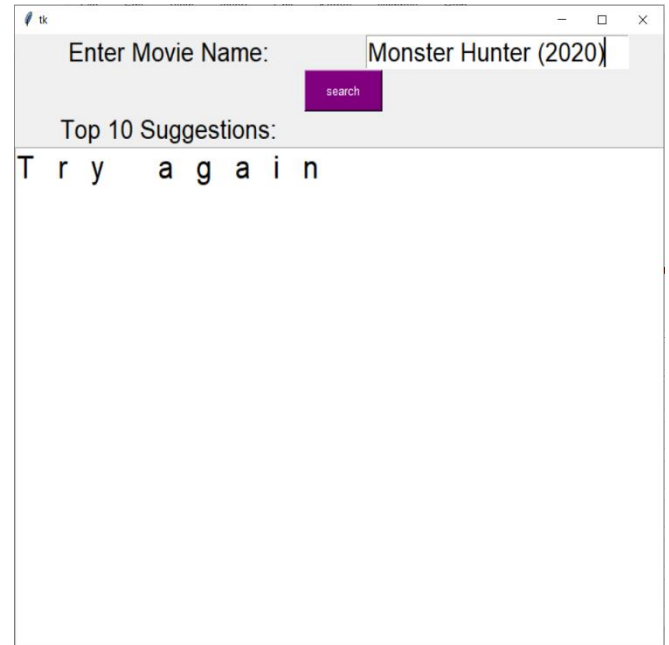 tk
Enter Movie Name: Monster Hunter (2020)
search
Top 10 Suggestions:
T r y  a g a i n